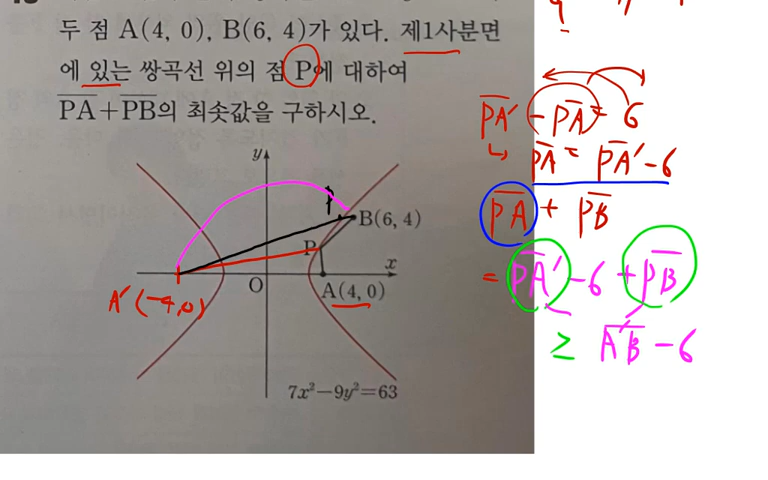 두 점 A(4, 0), B(6, 4)가 있다. 제1사분면
에 있는 쌍곡선 위의 점 P에 대하여
PA+PB의 최솟값을 구하시오.
PA' - PA = 6
↳ PA = PA' - 6
PA + PB
= PA' - 6 + PB
≥ A'B - 6
y
P
B(6, 4)
P
x
O
A(4, 0)
A'(-4, 0)
7x²-9y²=63